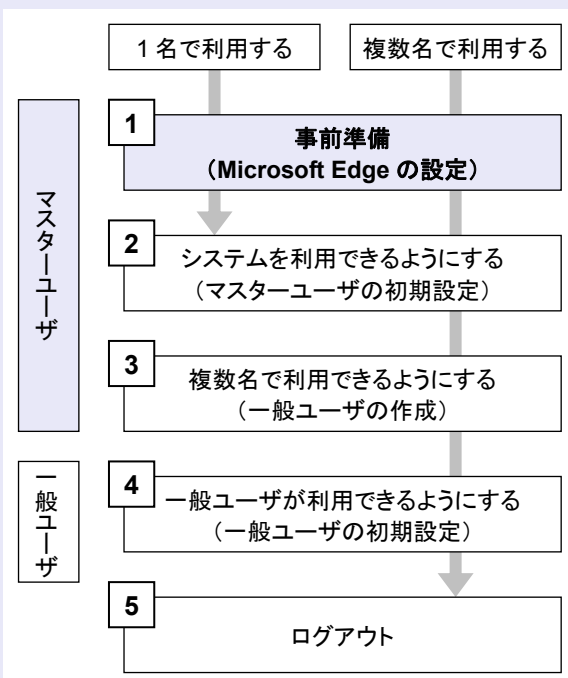 1 名で利用する
複数名で利用する
マスターユーザ
1
事前準備
（Microsoft Edge の設定）
2
システムを利用できるようにする
（マスターユーザの初期設定）
3
複数名で利用できるようにする
（一般ユーザの作成）
一般ユーザ
4
一般ユーザが利用できるようにする
（一般ユーザの初期設定）
5
ログアウト